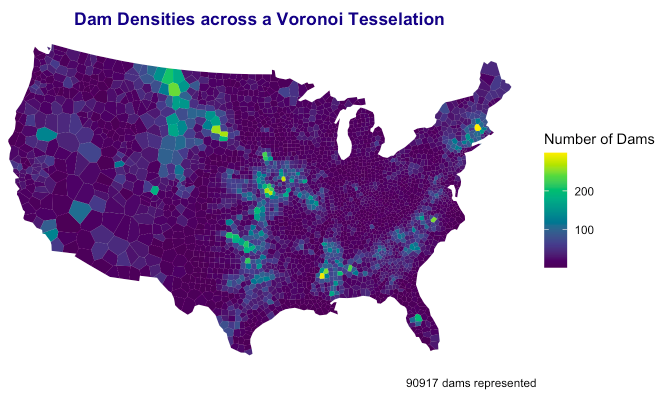 Dam Densities across a Voronoi Tesselation
Number of Dams
200
100
90917 dams represented